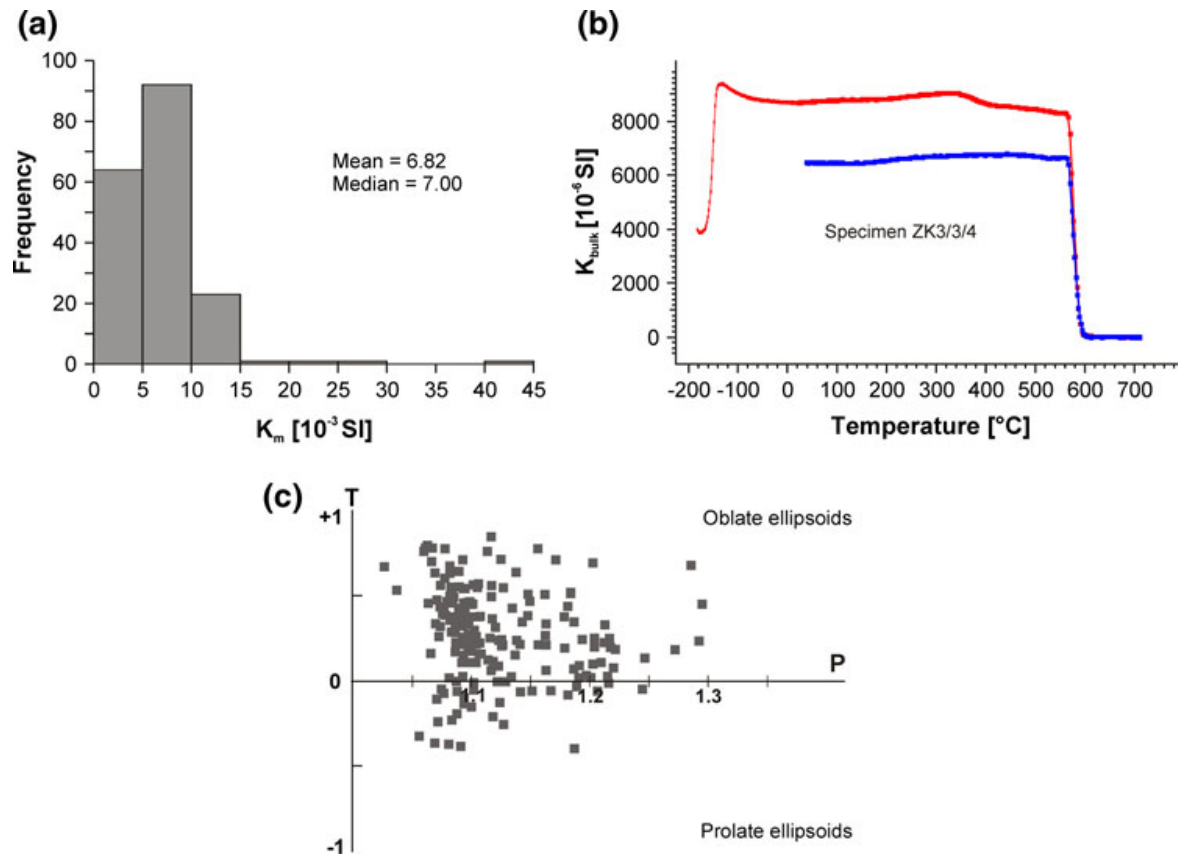 (a)
100
80
60
40
20
0
Frequency
Mean = 6.82
Median = 7.00
0 5 10 15 20 25 30 35 40 45
Km [10-3 SI]
(b)
8000
6000
4000
2000
0
Kbulk [10-6 SI]
Specimen ZK3/3/4
-200 -100 0 100 200 300 400 500 600 700
Temperature [°C]
(c)
T
+1
Oblate ellipsoids
P
0
1.1 1.2 1.3
Prolate ellipsoids
-1